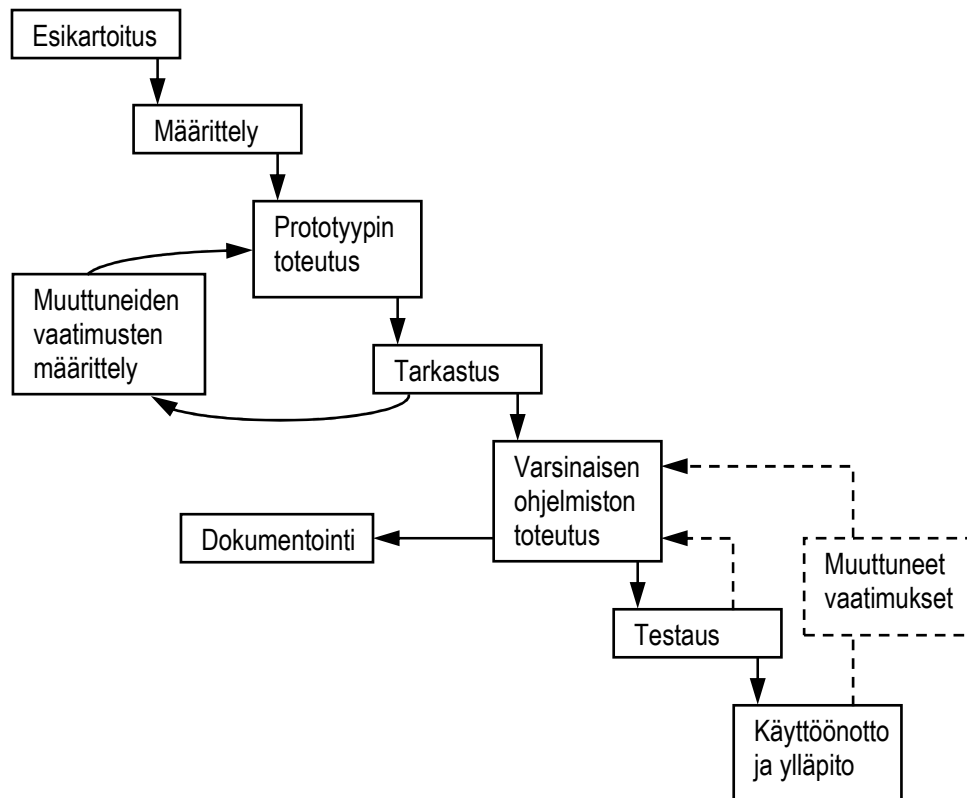 Esikartoitus
Määrittely
Prototyypin
toteutus
Muuttuneiden
vaatimusten
määrittely
Tarkastus
Varsinaisen
ohjelmiston
toteutus
Dokumentointi
Muuttuneet
vaatimukset
Testaus
Käyttöönotto
ja ylläpito